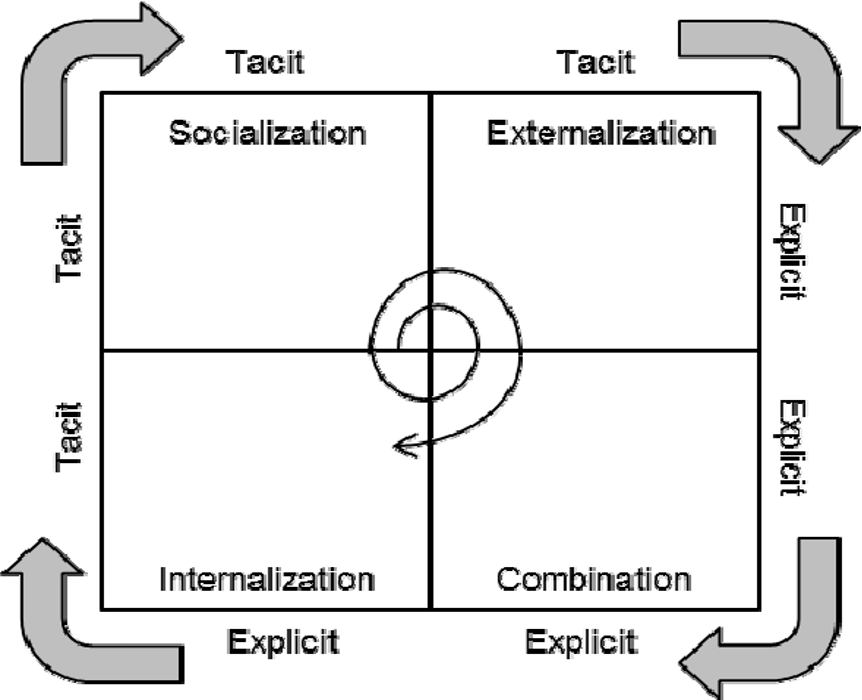 Tacit
Tacit
Socialization
Externalization
Tacit
Explicit
Tacit
Explicit
Internalization
Combination
Explicit
Explicit